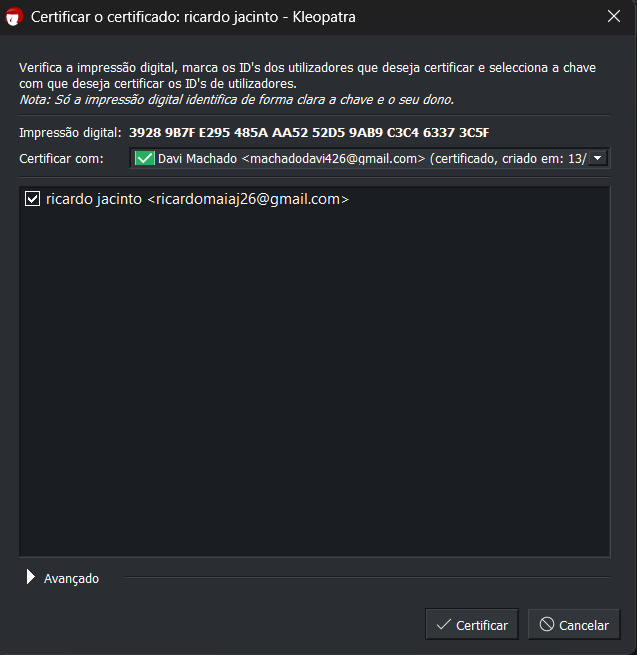 Certificar o certificado: ricardo jacinto - Kleopatra
Verifica a impressão digital, marca os ID's dos utilizadores que deseja certificar e selecciona a chave
com que deseja certificar os ID's de utilizadores.
Nota: Só a impressão digital identifica de forma clara a chave e o seu dono.
Impressão digital: 3928 9B7F E295 485A AA52 52D5 9AB9 C3C4 6337 3C5F
Certificar com: Davi Machado <machadodavi426@gmail.com> (certificado, criado em: 13/
ricardo jacinto <ricardomaiaj26@gmail.com>
Avançado
Certificar Cancelar